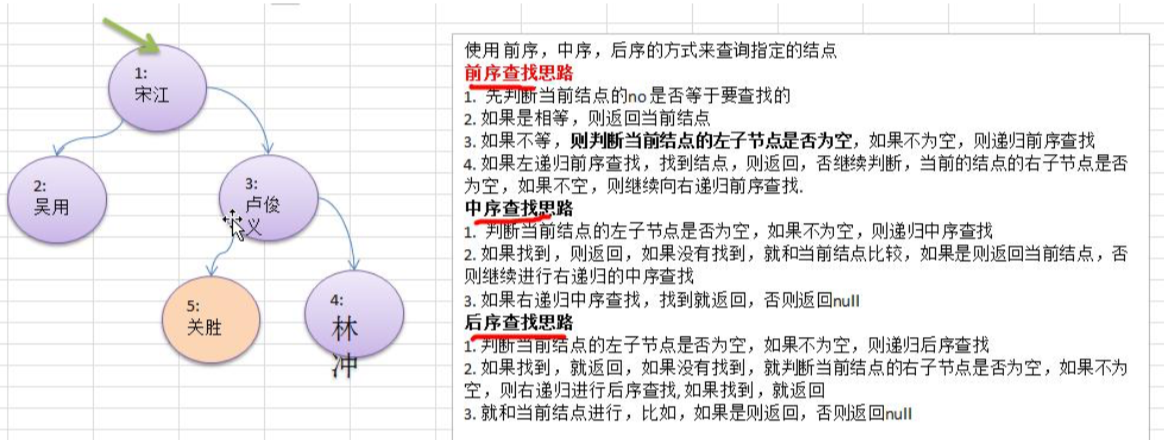 1:
宋江
2:
吴用
3:
卢俊
义
5:
关胜
4:
林
冲
使用前序，中序，后序的方式来查询指定的结点
前序查找思路
1. 先判断当前结点的no是否等于要查找的
2. 如果是相等，则返回当前结点
3. 如果不等，则判断当前结点的左子节点是否为空，如果不为空，则递归前序查找
4. 如果左递归前序查找，找到结点，则返回，否继续判断，当前的结点的右子节点是否
为空，如果不空，则继续向右递归前序查找.
中序查找思路
1. 判断当前结点的左子节点是否为空，如果不为空，则递归中序查找
2. 如果找到，则返回，如果没有找到，就和当前结点比较，如果是则返回当前结点，否
则继续进行右递归的中序查找
3. 如果右递归中序查找，找到就返回，否则返回null
后序查找思路
1. 判断当前结点的左子节点是否为空，如果不为空，则递归后序查找
2. 如果找到，就返回，如果没有找到，就判断当前结点的右子节点是否为空，如果不为
空，则右递归进行后序查找,如果找到，就返回
3. 就和当前结点进行，比如，如果是则返回，否则返回null